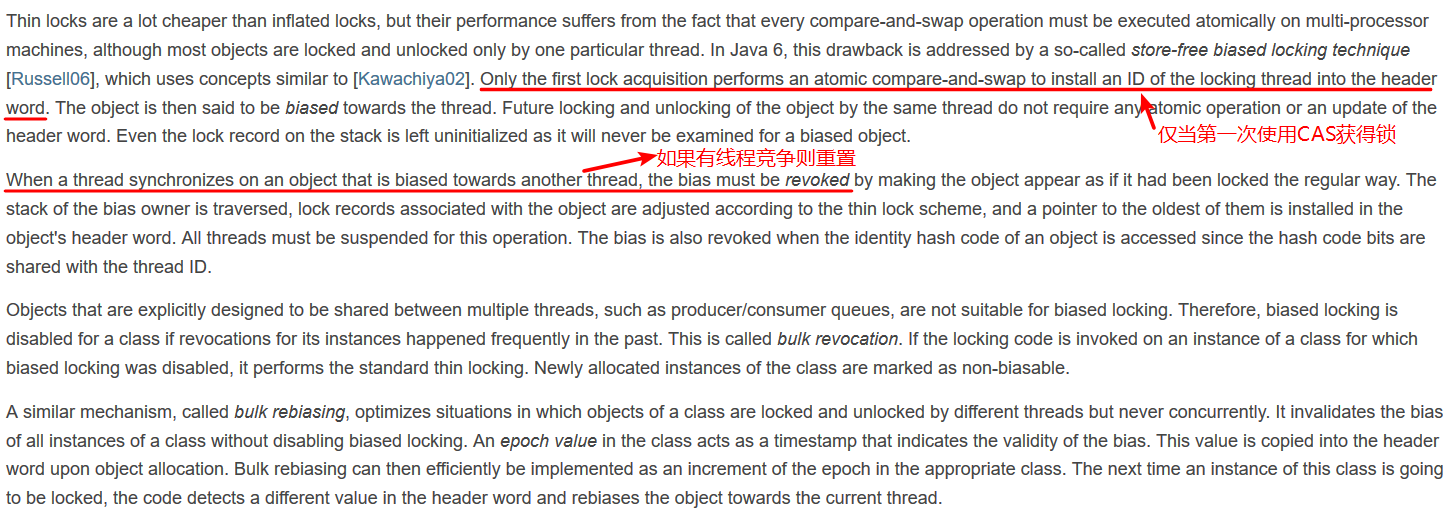 Thin locks are a lot cheaper than inflated locks, but their performance suffers from the fact that every compare-and-swap operation must be executed atomically on multi-processor
machines, although most objects are locked and unlocked only by one particular thread. In Java 6, this drawback is addressed by a so-called store-free biased locking technique
[Russell06], which uses concepts similar to [Kawachiya02]. Only the first lock acquisition performs an atomic compare-and-swap to install an ID of the locking thread into the header
word. The object is then said to be biased towards the thread. Future locking and unlocking of the object by the same thread do not require any atomic operation or an update of the
header word. Even the lock record on the stack is left uninitialized as it will never be examined for a biased object.
仅当第一次使用CAS获得锁
如果有线程竞争则重置
When a thread synchronizes on an object that is biased towards another thread, the bias must be revoked by making the object appear as if it had been locked the regular way. The
stack of the bias owner is traversed, lock records associated with the object are adjusted according to the thin lock scheme, and a pointer to the oldest of them is installed in the
object's header word. All threads must be suspended for this operation. The bias is also revoked when the identity hash code of an object is accessed since the hash code bits are
shared with the thread ID.
Objects that are explicitly designed to be shared between multiple threads, such as producer/consumer queues, are not suitable for biased locking. Therefore, biased locking is
disabled for a class if revocations for its instances happened frequently in the past. This is called bulk revocation. If the locking code is invoked on an instance of a class for which
biased locking was disabled, it performs the standard thin locking. Newly allocated instances of the class are marked as non-biasable.
A similar mechanism, called bulk rebiasing, optimizes situations in which objects of a class are locked and unlocked by different threads but never concurrently. It invalidates the bias
of all instances of a class without disabling biased locking. An epoch value in the class acts as a timestamp that indicates the validity of the bias. This value is copied into the header
word upon object allocation. Bulk rebiasing can then efficiently be implemented as an increment of the epoch in the appropriate class. The next time an instance of this class is going
to be locked, the code detects a different value in the header word and rebiases the object towards the current thread.